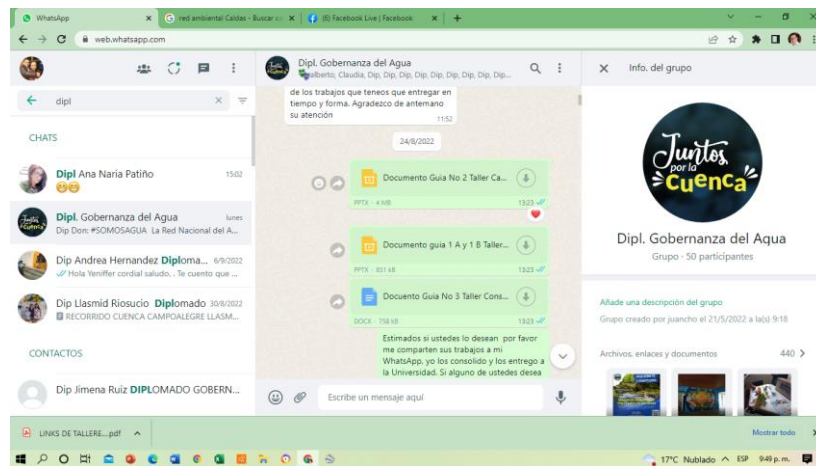 WhatsApp
red ambiental Caldas - Buscar co
(6) Facebook Live | Facebook
web.whatsapp.com
dipl
CHATS
Dipl Ana Naria Patiño
15:02
Dipl. Gobernanza del Agua
lunes
Dip Don: #SOMOSAGUA La Red Nacional del A...
Dip Andrea Hernandez Diploma...
6/9/2022
Hola Yeniffer cordial saludo. . Te cuento que ...
Dip Llasmid Riosucio Diplomado
30/8/2022
RECORRIDO CUENCA CAMPOALEGRE LLASM...
CONTACTOS
Dip Jimena Ruiz DIPLOMADO GOBERN...
Dipl. Gobernanza del Agua
Claudia, Dip, Dip, Dip, Dip, Dip, Dip, Dip, Dip, Dip...
de los trabajos que teneos que entregar en
tiempo y forma. Agradezco de antemano
su atención
11:52
24/8/2022
Documento Guia No 2 Taller Ca...
PPTX · 4 MB
13:23
Documento guia 1 A y 1 B Taller...
PPTX · 851 kB
13:23
Docuento Guia No 3 Taller Cons...
DOCX · 758 kB
13:23
Estimados si ustedes lo desean por favor
me comparten sus trabajos a mi
WhatsApp, yo los consolido y los entrego a
la Universidad. Si alguno de ustedes desea
Escribe un mensaje aquí
Info. del grupo
Juntos
por la
Cuenca
Dipl. Gobernanza del Agua
Grupo · 50 participantes
Añade una descripción del grupo
Grupo creado por juancho el 21/5/2022 a la(s) 9:18
Archivos, enlaces y documentos
440
LINKS DE TALLERE....pdf
Mostrar todo
17°C Nublado
ESP
9:49 p. m.